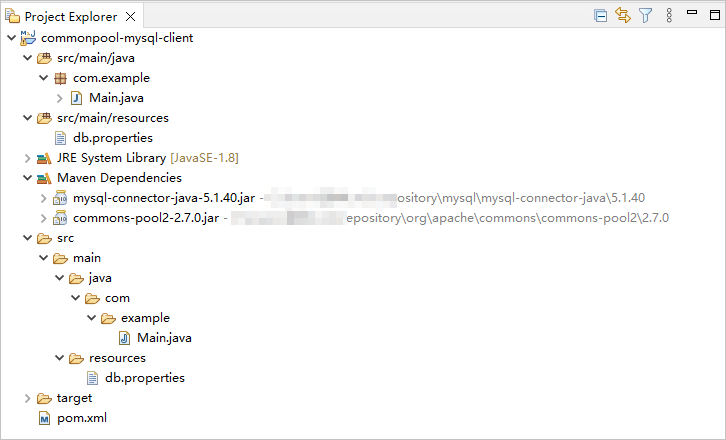 Project Explorer
commonpool-mysql-client
src/main/java
com.example
Main.java
src/main/resources
db.properties
JRE System Library [JavaSE-1.8]
Maven Dependencies
mysql-connector-java-5.1.40.jar - ository\mysql\mysql-connector-java\5.1.40
commons-pool2-2.7.0.jar - epository\org\apache\commons\commons-pool2\2.7.0
src
main
java
com
example
Main.java
resources
db.properties
target
pom.xml